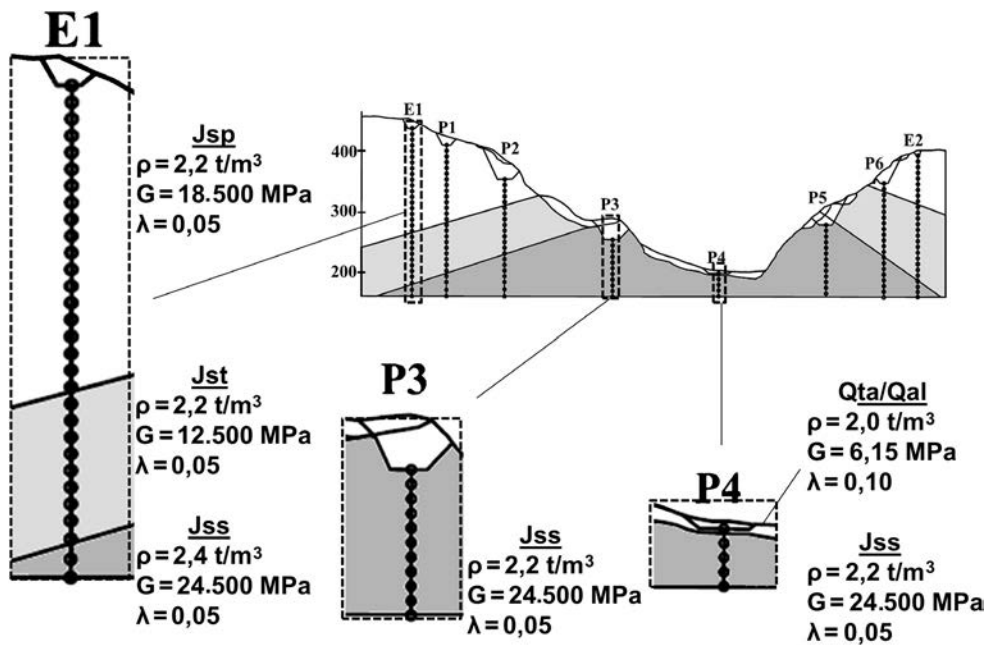 E1
Jsp
ρ = 2,2 t/m³
G = 18.500 MPa
λ = 0,05
Jst
ρ = 2,2 t/m³
G = 12.500 MPa
λ = 0,05
Jss
ρ = 2,4 t/m³
G = 24.500 MPa
λ = 0,05
400
300
200
E1
P1
P2
P3
P4
P5
P6
E2
P3
Jss
ρ = 2,2 t/m³
G = 24.500 MPa
λ = 0,05
P4
Qta/Qal
ρ = 2,0 t/m³
G = 6,15 MPa
λ = 0,10
Jss
ρ = 2,2 t/m³
G = 24.500 MPa
λ = 0,05